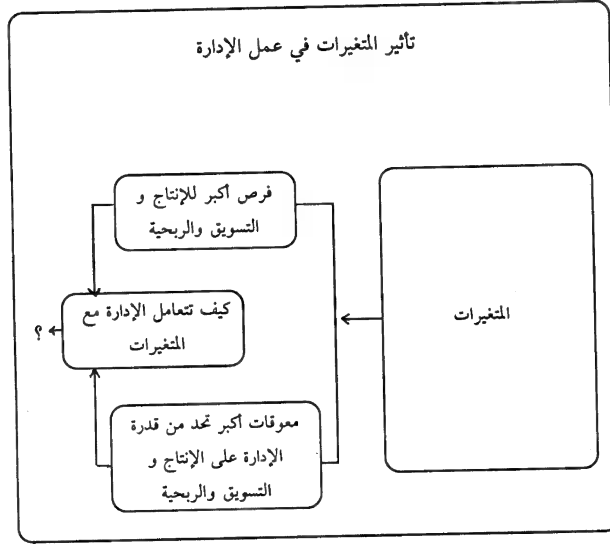 تأثير المتغيرات في عمل الإدارة
المتغيرات
فرص أكبر للإنتاج و
التسويق والربحية
كيف تتعامل الإدارة مع
المتغيرات
؟
معوقات أكبر تحد من قدرة
الإدارة على الإنتاج و
التسويق والربحية